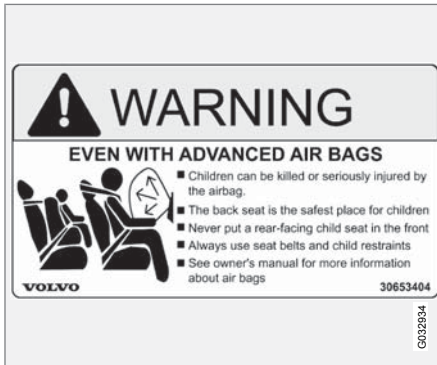 WARNING
EVEN WITH ADVANCED AIR BAGS
■ Children can be killed or seriously injured by
the airbag.
■ The back seat is the safest place for children
■ Never put a rear-facing child seat in the front
■ Always use seat belts and child restraints
■ See owner's manual for more information
about air bags
VOLVO 30653404
G032934